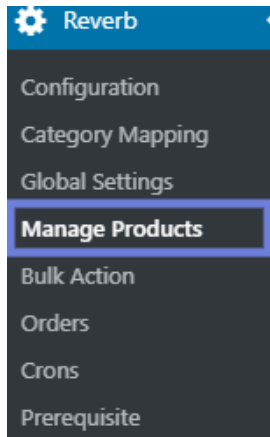 Reverb
Configuration
Category Mapping
Global Settings
Manage Products
Bulk Action
Orders
Crons
Prerequisite